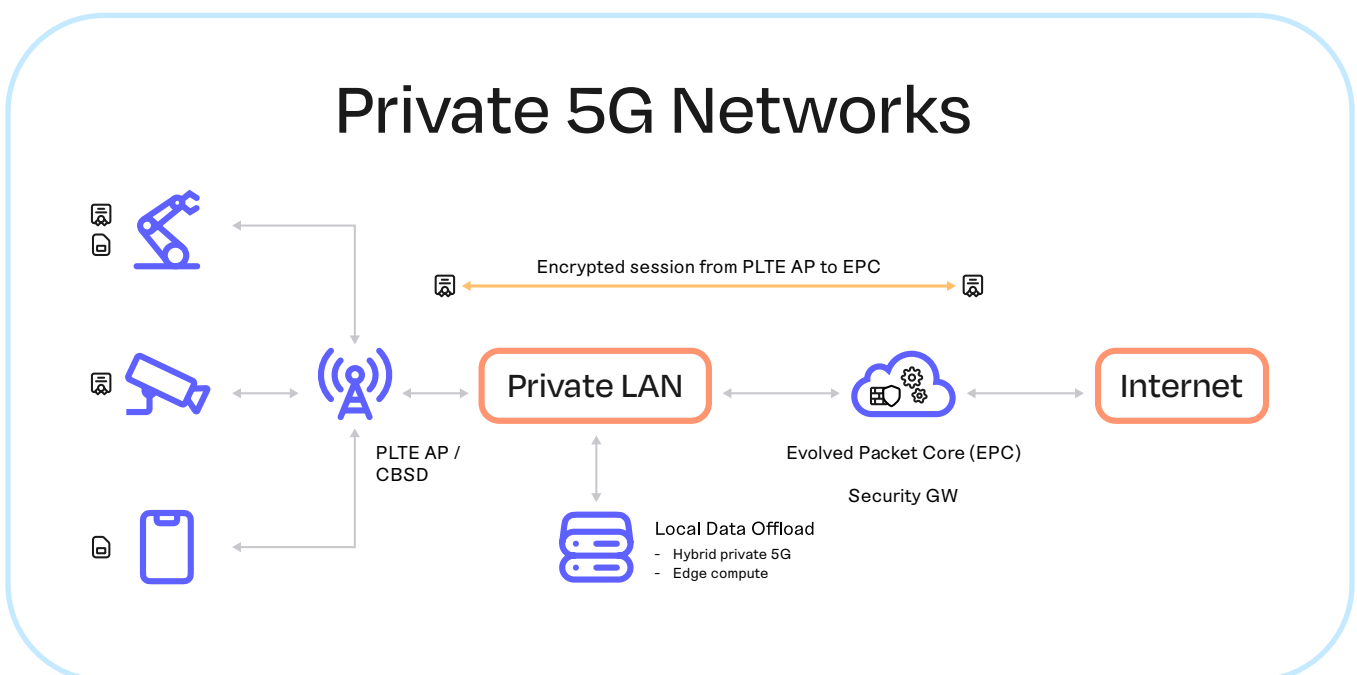 Private 5G Networks
Encrypted session from PLTE AP to EPC
Private LAN
Internet
PLTE AP /
CBSD
Evolved Packet Core (EPC)
Security GW
Local Data Offload
- Hybrid private 5G
- Edge compute